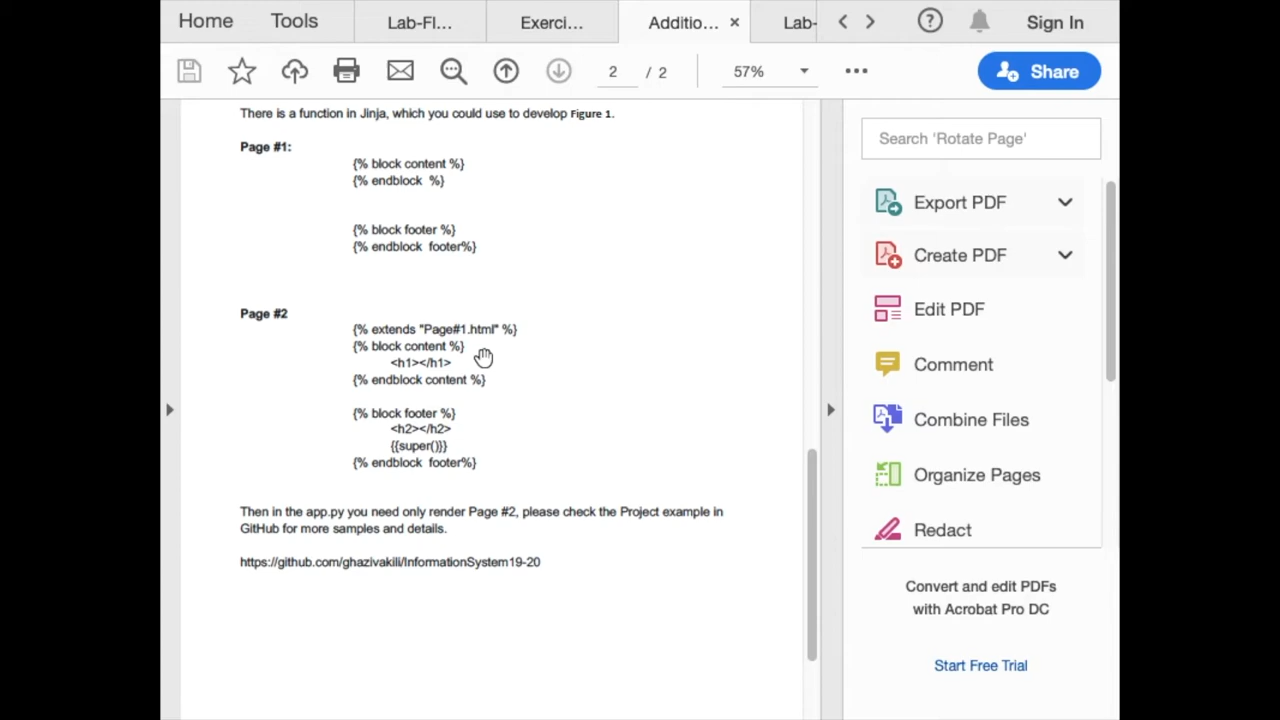 Home Tools Lab-Fl... Exerci... Additio... × Lab- Sign In
2 / 2 57% Share
There is a function in Jinja, which you could use to develop Figure 1.
Page #1:
{% block content %}
{% endblock %}
{% block footer %}
{% endblock footer%}
Page #2
{% extends "Page#1.html" %}
{% block content %}
<h1></h1>
{% endblock content %}
{% block footer %}
<h2></h2>
{{super()}}
{% endblock footer%}
Then in the app.py you need only render Page #2, please check the Project example in
GitHub for more samples and details.
https://github.com/ghazivakili/InformationSystem19-20
Search 'Rotate Page'
Export PDF
Create PDF
Edit PDF
Comment
Combine Files
Organize Pages
Redact
Convert and edit PDFs
with Acrobat Pro DC
Start Free Trial